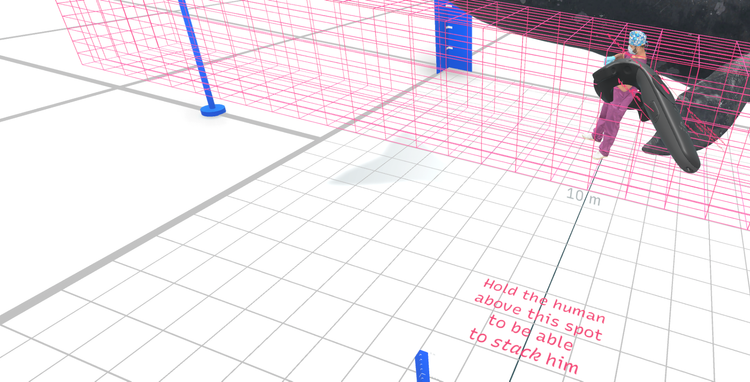 10 m
Hold the human
above this spot
to be able
to stack him